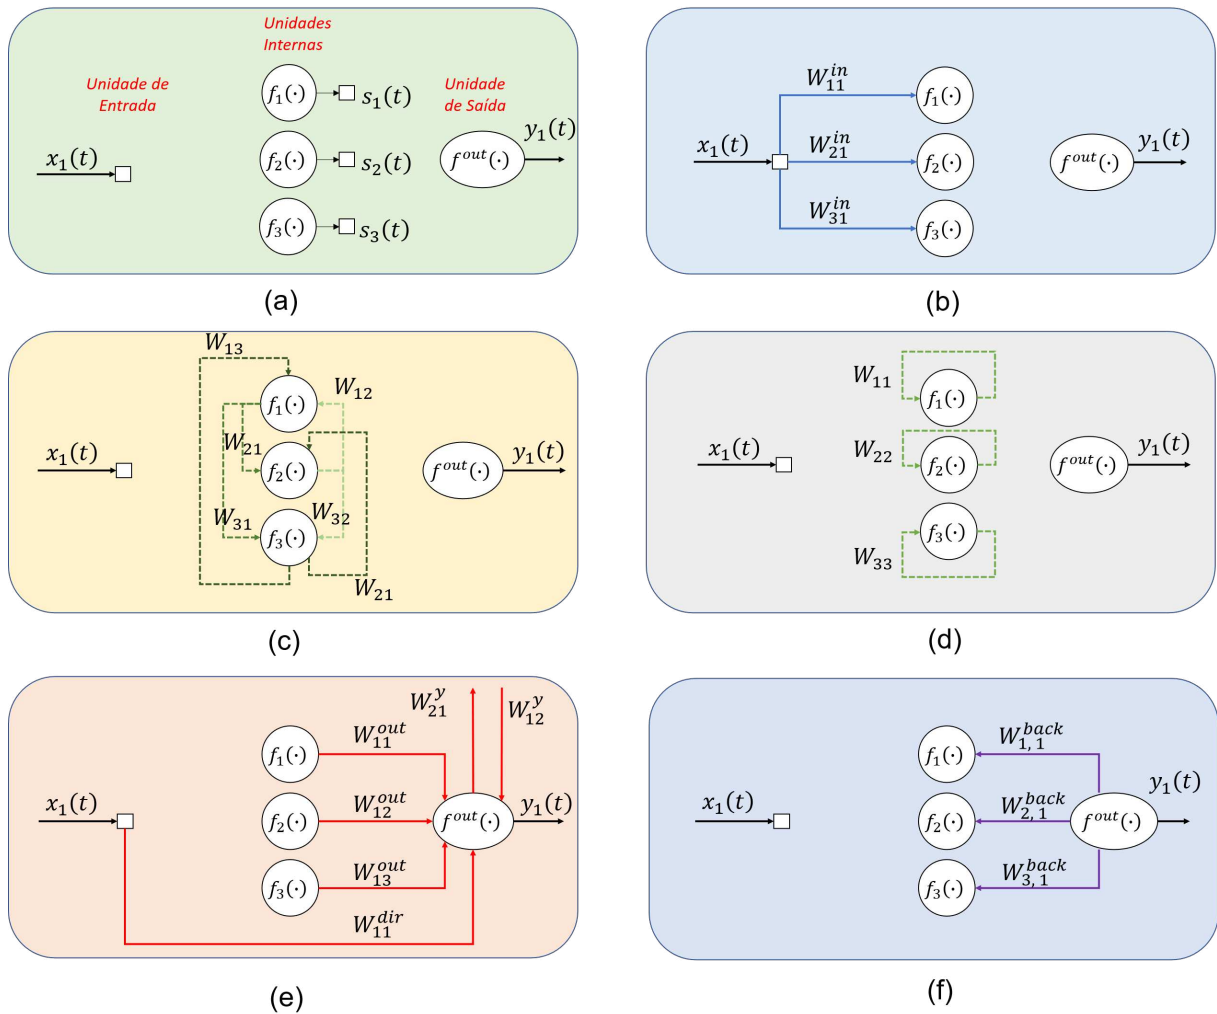 Unidades
Internas
Unidade de
Entrada
Unidade
de Saída
x₁(t)
f₁(·)
s₁(t)
f₂(·)
s₂(t)
f₃(·)
s₃(t)
fᵒᵘᵗ(·)
y₁(t)
(a)
x₁(t)
W₁₁ⁱⁿ
W₂₁ⁱⁿ
W₃₁ⁱⁿ
f₁(·)
f₂(·)
f₃(·)
fᵒᵘᵗ(·)
y₁(t)
(b)
W₁₃
W₁₂
f₁(·)
W₂₁
x₁(t)
f₂(·)
fᵒᵘᵗ(·)
y₁(t)
W₃₁
W₃₂
f₃(·)
W₂₁
(c)
W₁₁
f₁(·)
x₁(t)
W₂₂
f₂(·)
fᵒᵘᵗ(·)
y₁(t)
f₃(·)
W₃₃
(d)
W₂₁ʸ
W₁₂ʸ
f₁(·)
W₁₁ᵒᵘᵗ
x₁(t)
f₂(·)
W₁₂ᵒᵘᵗ
fᵒᵘᵗ(·)
y₁(t)
f₃(·)
W₁₃ᵒᵘᵗ
W₁₁ᵈⁱʳ
(e)
f₁(·)
W₁,₁ᵇᵃᶜᵏ
x₁(t)
f₂(·)
W₂,₁ᵇᵃᶜᵏ
fᵒᵘᵗ(·)
y₁(t)
f₃(·)
W₃,₁ᵇᵃᶜᵏ
(f)